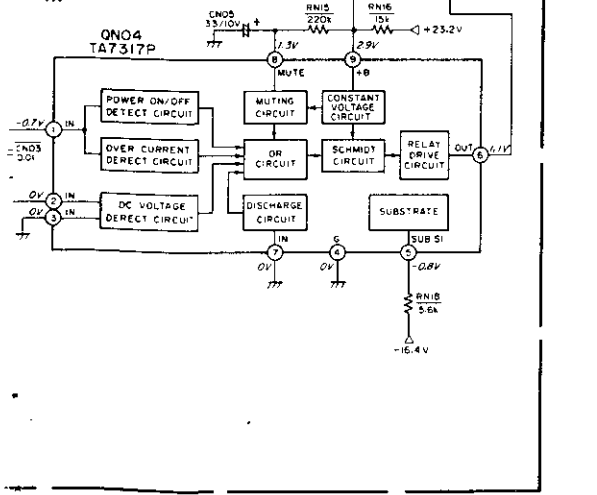 CN05
33/10V +
RN15
220k
RN16
15k
+23.2V
QN04
TA7317P
1.3V
2.9V
8
9
MUTE
+B
POWER ON/OFF
DETECT CIRCUIT
MUTING
CIRCUIT
CONSTANT
VOLTAGE
CIRCUIT
-0.7V
1
IN
CN03
0.01
OVER CURRENT
DERECT CIRCUIT
OR
CIRCUIT
SCHMIDT
CIRCUIT
RELAY
DRIVE
CIRCUIT
OUT
6
1.1V
0V
2
IN
0V
3
IN
DC VOLTAGE
DERECT CIRCUIT
DISCHARGE
CIRCUIT
SUBSTRATE
IN
G
SUB SI
7
4
5
0V
0V
-0.8V
RN18
5.6k
-16.4V